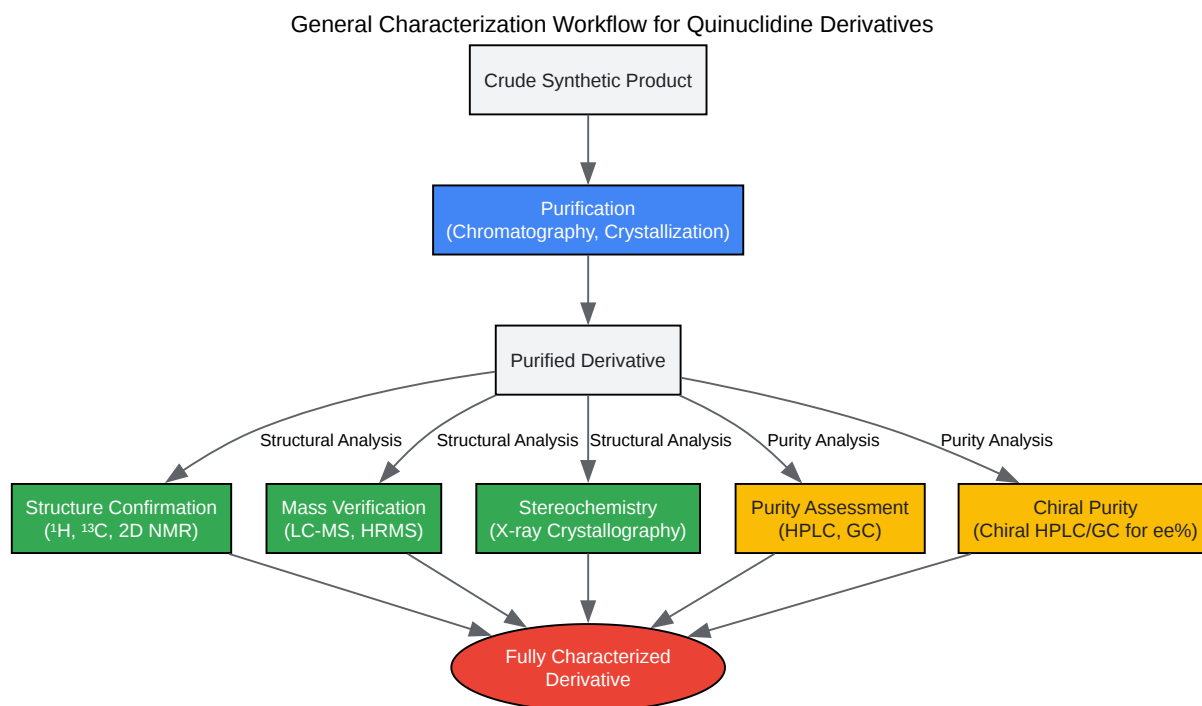 General Characterization Workflow for Quinuclidine Derivatives
Crude Synthetic Product
Purification
(Chromatography, Crystallization)
Purified Derivative
Structural Analysis
Structural Analysis
Structural Analysis
Purity Analysis
Purity Analysis
Structure Confirmation
(¹H, ¹³C, 2D NMR)
Mass Verification
(LC-MS, HRMS)
Stereochemistry
(X-ray Crystallography)
Purity Assessment
(HPLC, GC)
Chiral Purity
(Chiral HPLC/GC for ee%)
Fully Characterized
Derivative